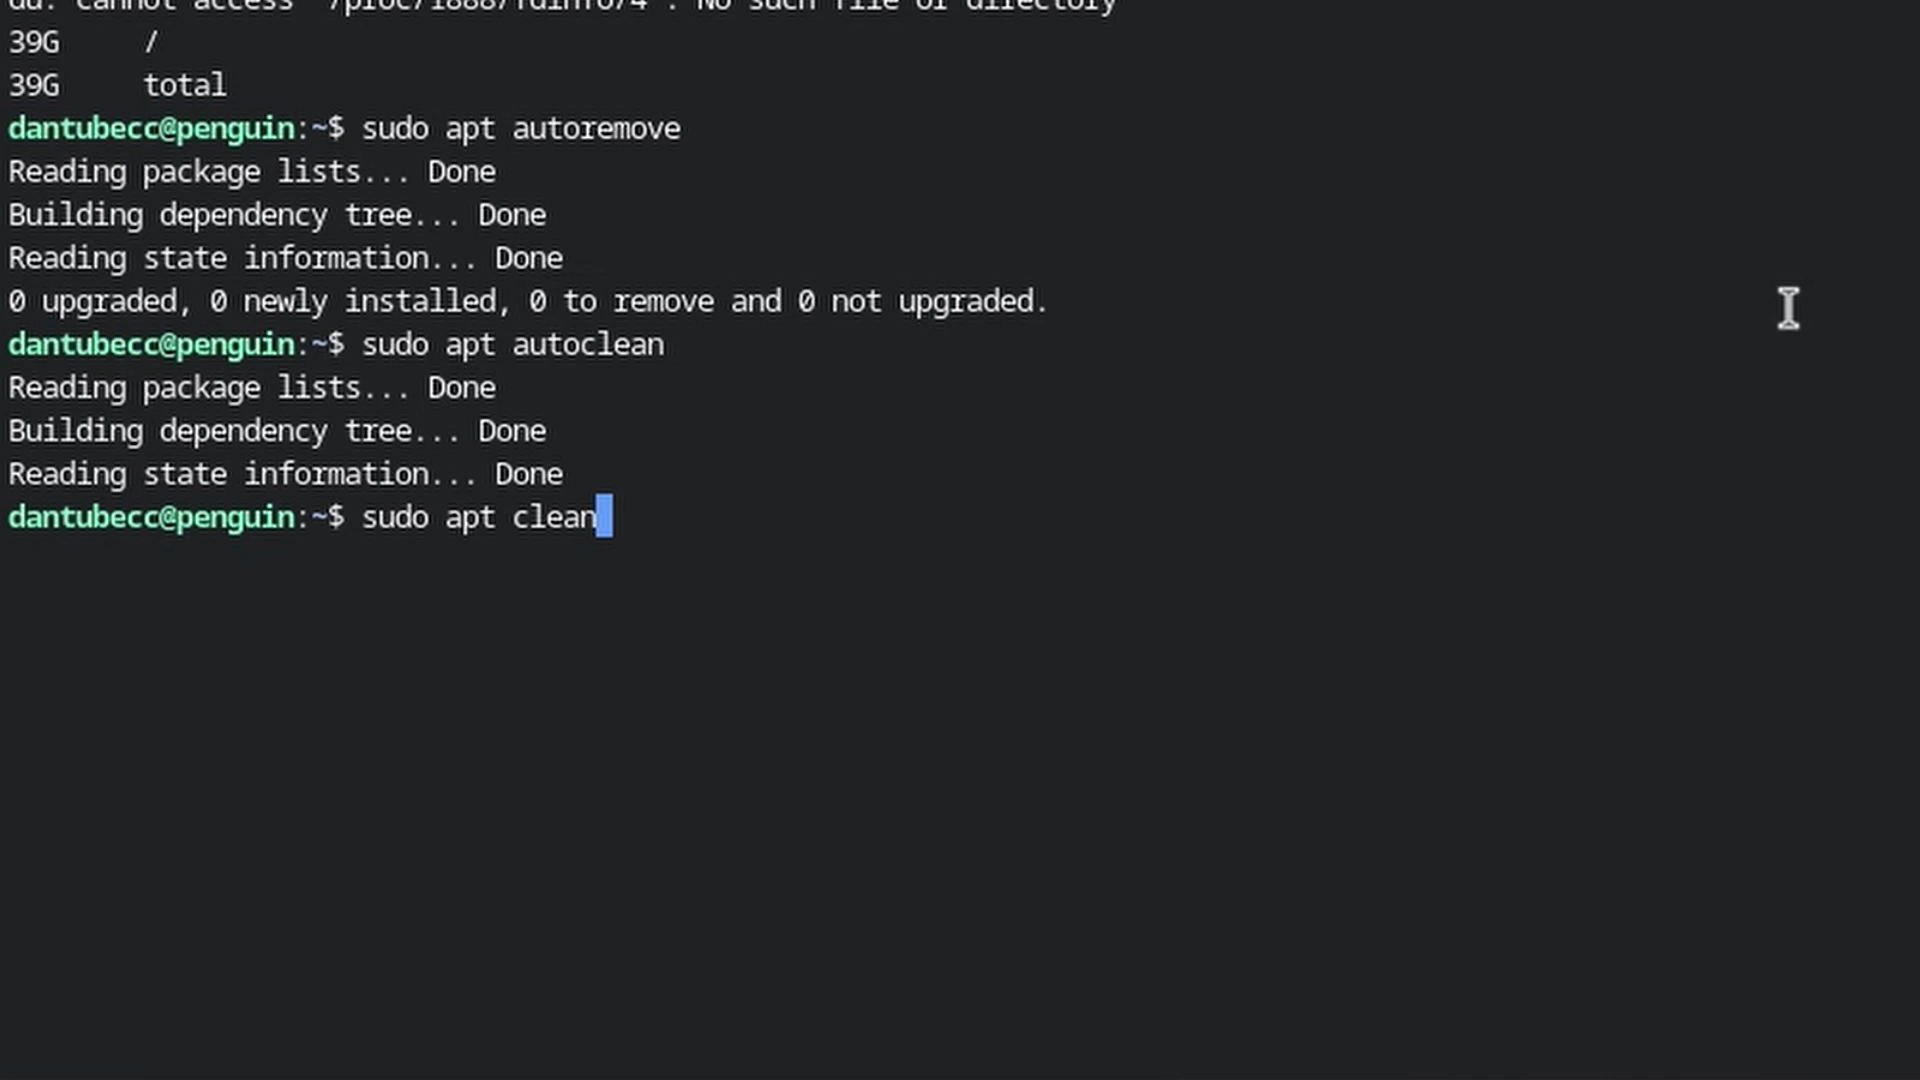 du: cannot access '/proc/1888/fdinfo/4': No such file or directory
39G     /
39G     total
dantubecc@penguin:~$ sudo apt autoremove
Reading package lists... Done
Building dependency tree... Done
Reading state information... Done
0 upgraded, 0 newly installed, 0 to remove and 0 not upgraded.
dantubecc@penguin:~$ sudo apt autoclean
Reading package lists... Done
Building dependency tree... Done
Reading state information... Done
dantubecc@penguin:~$ sudo apt clean